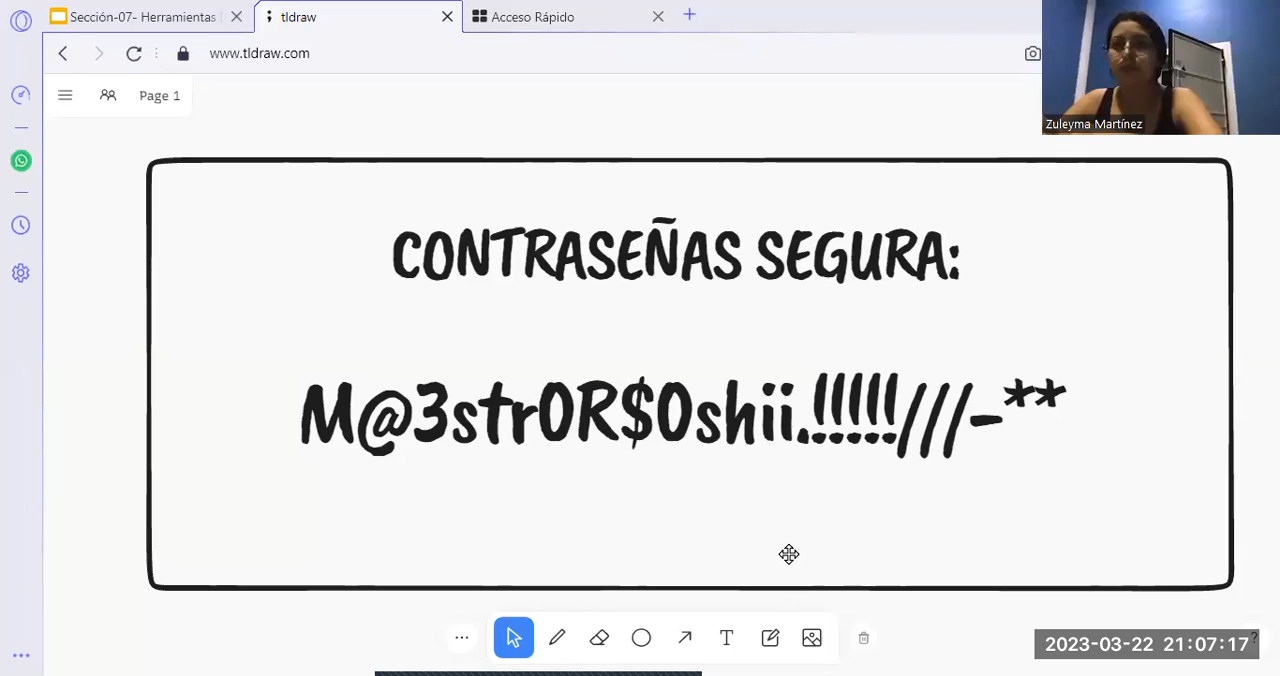 Sección-07- Herramientas
tldraw
Acceso Rápido
www.tldraw.com
Page 1
Zuleyma Martínez
CONTRASEÑAS SEGURA:
M@3str0R$0shii.!!!!!///-**
T
2023-03-22 21:07:17
?